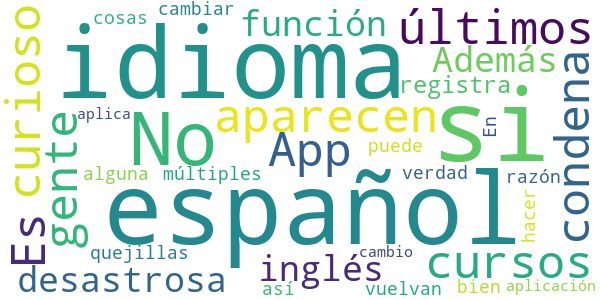 cosas cambiar función últimos
curioso idioma Además
registra
aplica aparecen si En condena
gente No App puede
alguna múltiples verdad razón
Es español hacer
quejillas cambio
desastrosa inglés cursos
así vuelvan bien aplicación